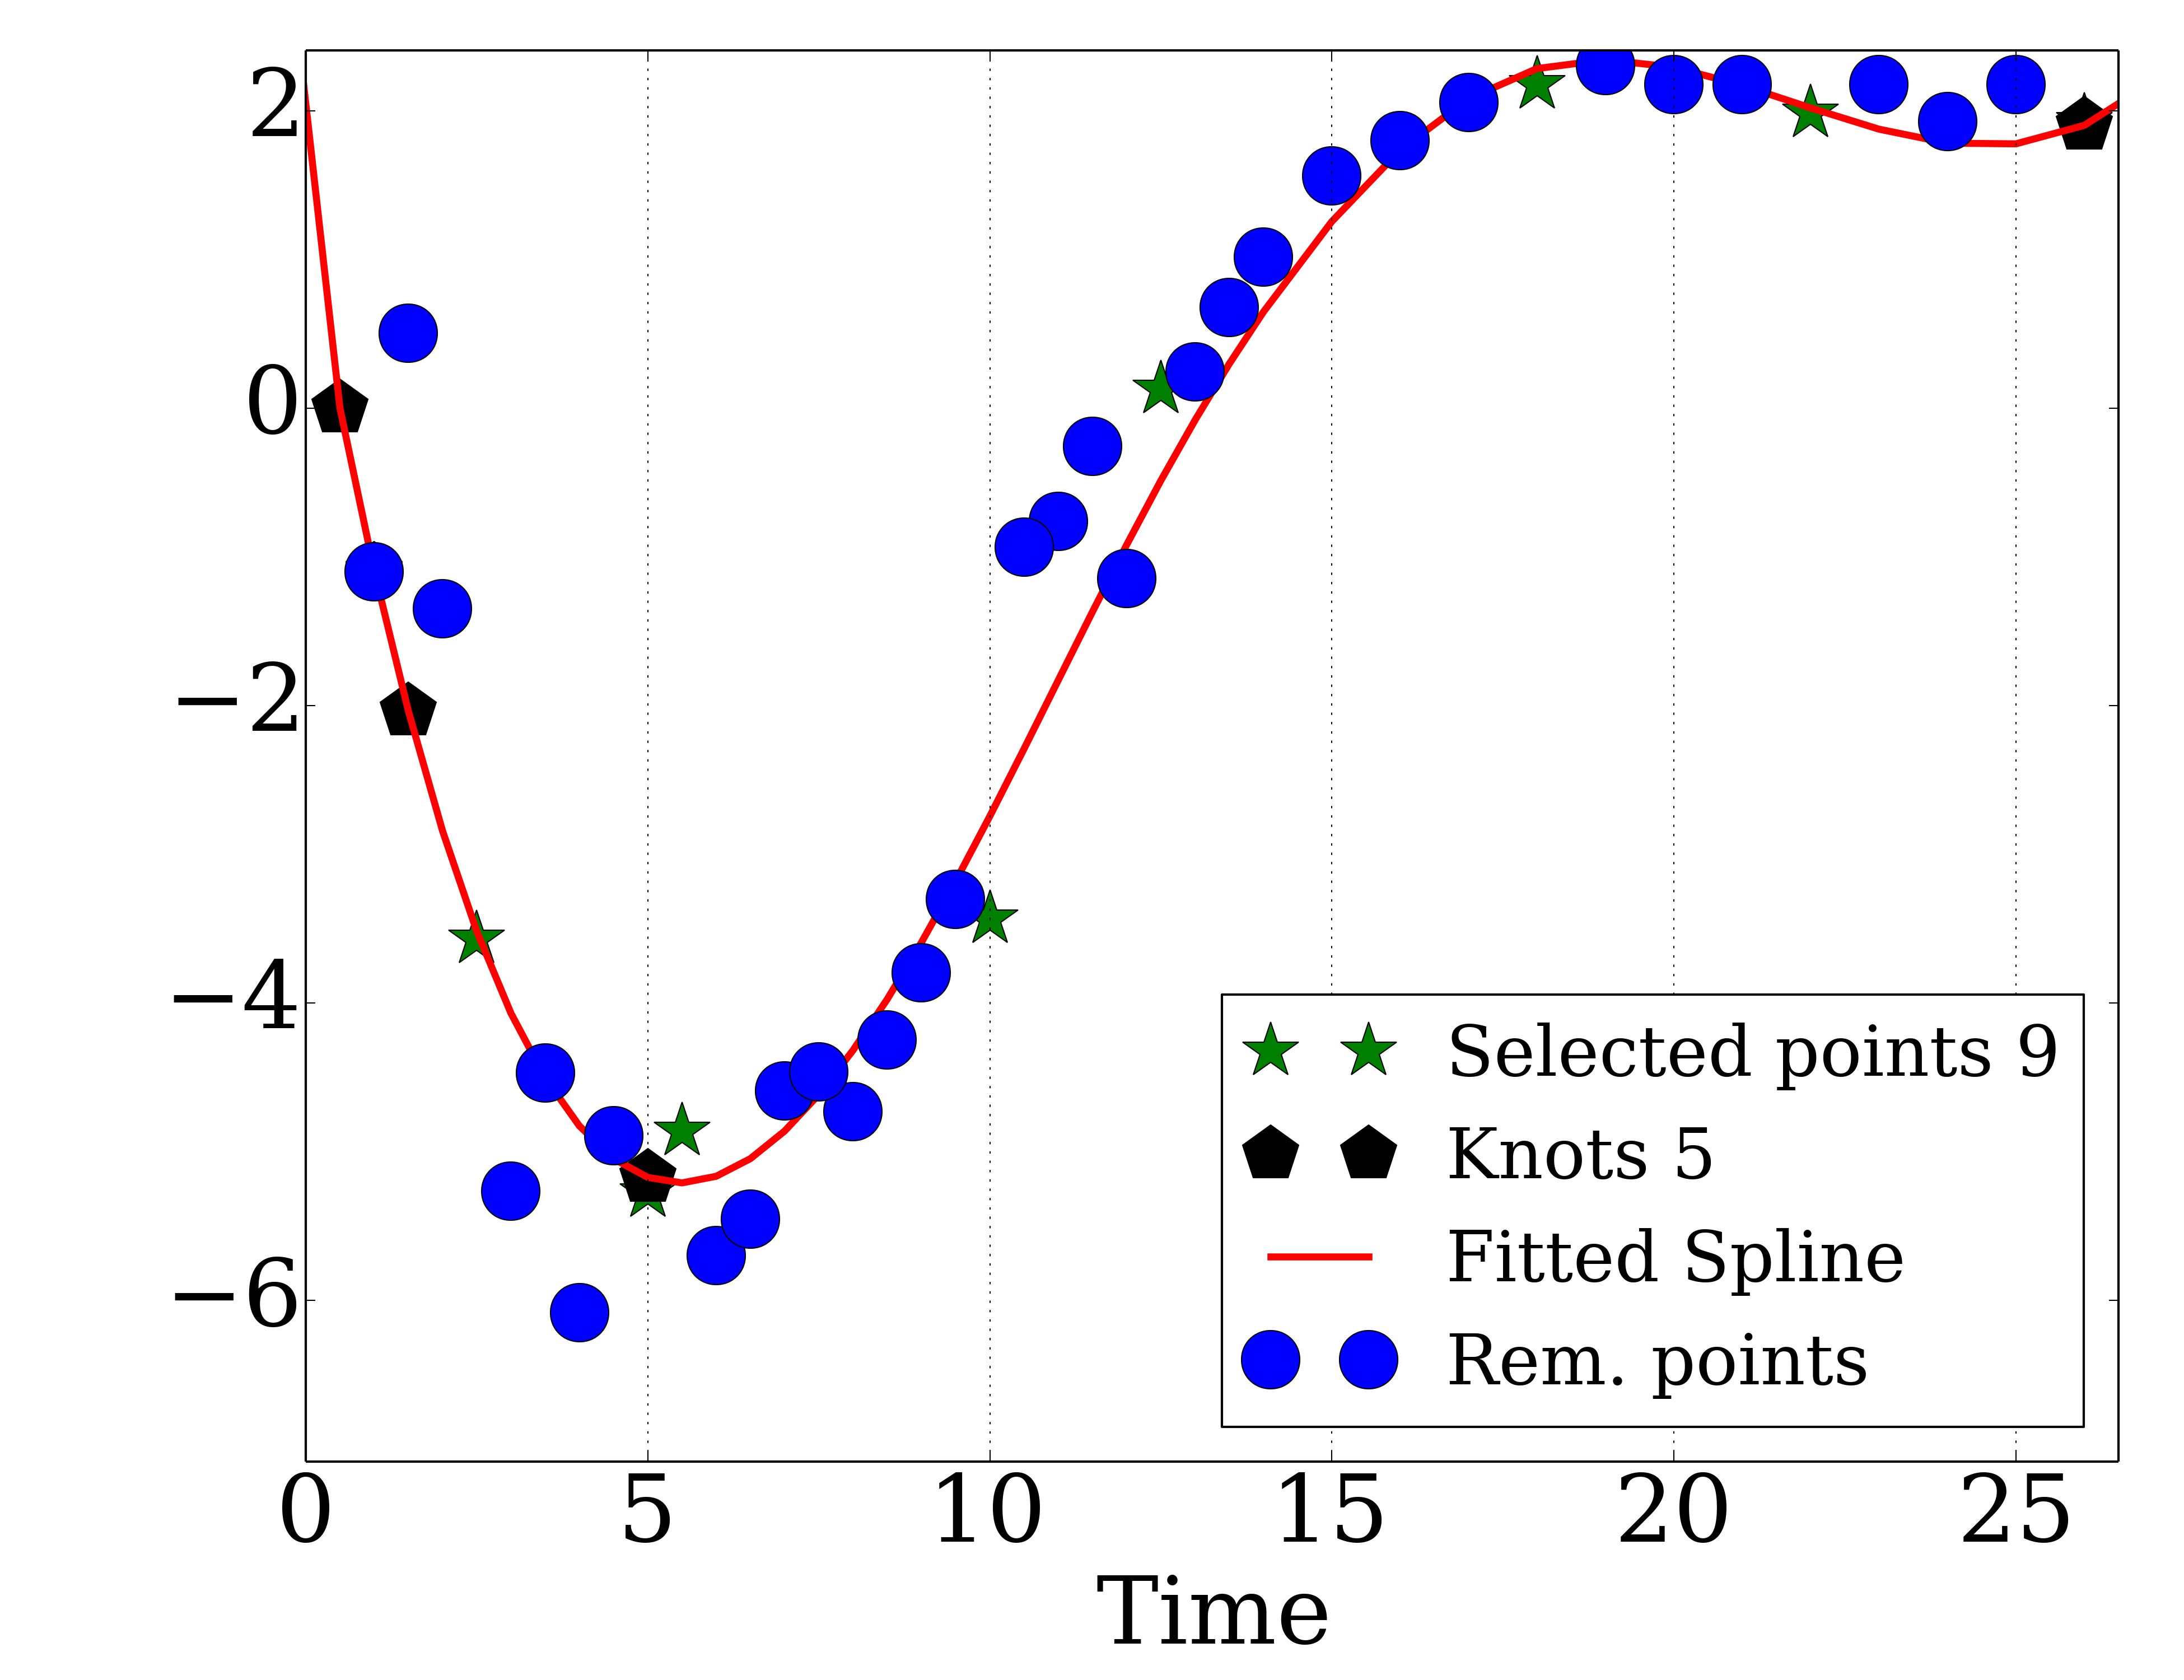 2
0
−2
−4
−6
0 5 10 15 20 25
Time
Selected points 9
Knots 5
Fitted Spline
Rem. points